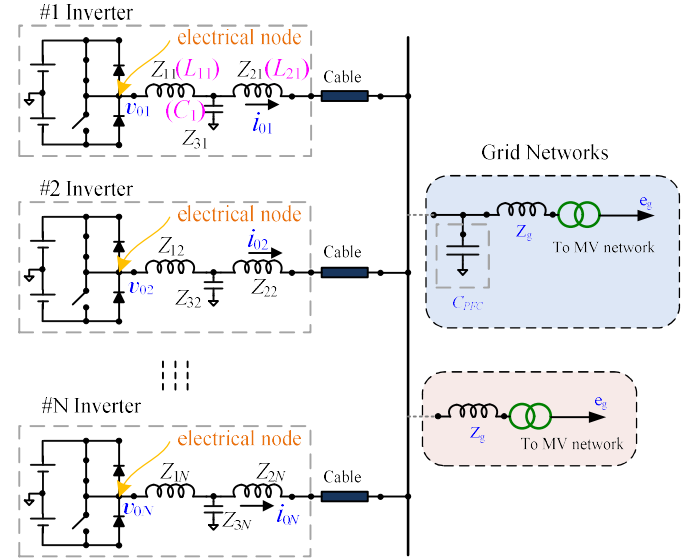 #1 Inverter
electrical node
Z11(L11) Z21(L21)
Cable
v01
(C1)
i01
Z31
Grid Networks
#2 Inverter
electrical node
eg
Zg
To MV network
i02
Cable
Z12
v02
Z32
Z22
CPPC
#N Inverter
eg
electrical node
Zg
To MV network
Z1N Z2N
Cable
v0N
Z3N
i0N